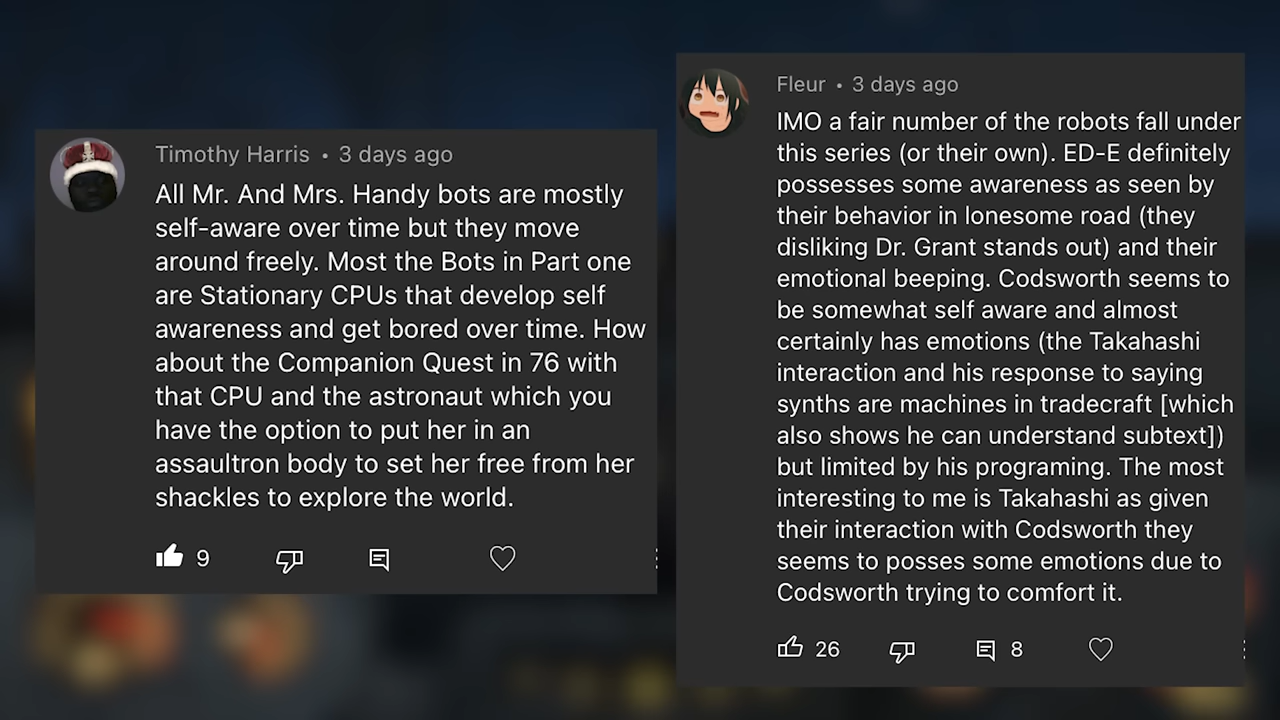 Timothy Harris • 3 days ago
All Mr. And Mrs. Handy bots are mostly
self-aware over time but they move
around freely. Most the Bots in Part one
are Stationary CPUs that develop self
awareness and get bored over time. How
about the Companion Quest in 76 with
that CPU and the astronaut which you
have the option to put her in an
assaultron body to set her free from her
shackles to explore the world.
9
Fleur • 3 days ago
IMO a fair number of the robots fall under
this series (or their own). ED-E definitely
possesses some awareness as seen by
their behavior in lonesome road (they
disliking Dr. Grant stands out) and their
emotional beeping. Codsworth seems to
be somewhat self aware and almost
certainly has emotions (the Takahashi
interaction and his response to saying
synths are machines in tradecraft [which
also shows he can understand subtext])
but limited by his programing. The most
interesting to me is Takahashi as given
their interaction with Codsworth they
seems to posses some emotions due to
Codsworth trying to comfort it.
26 8